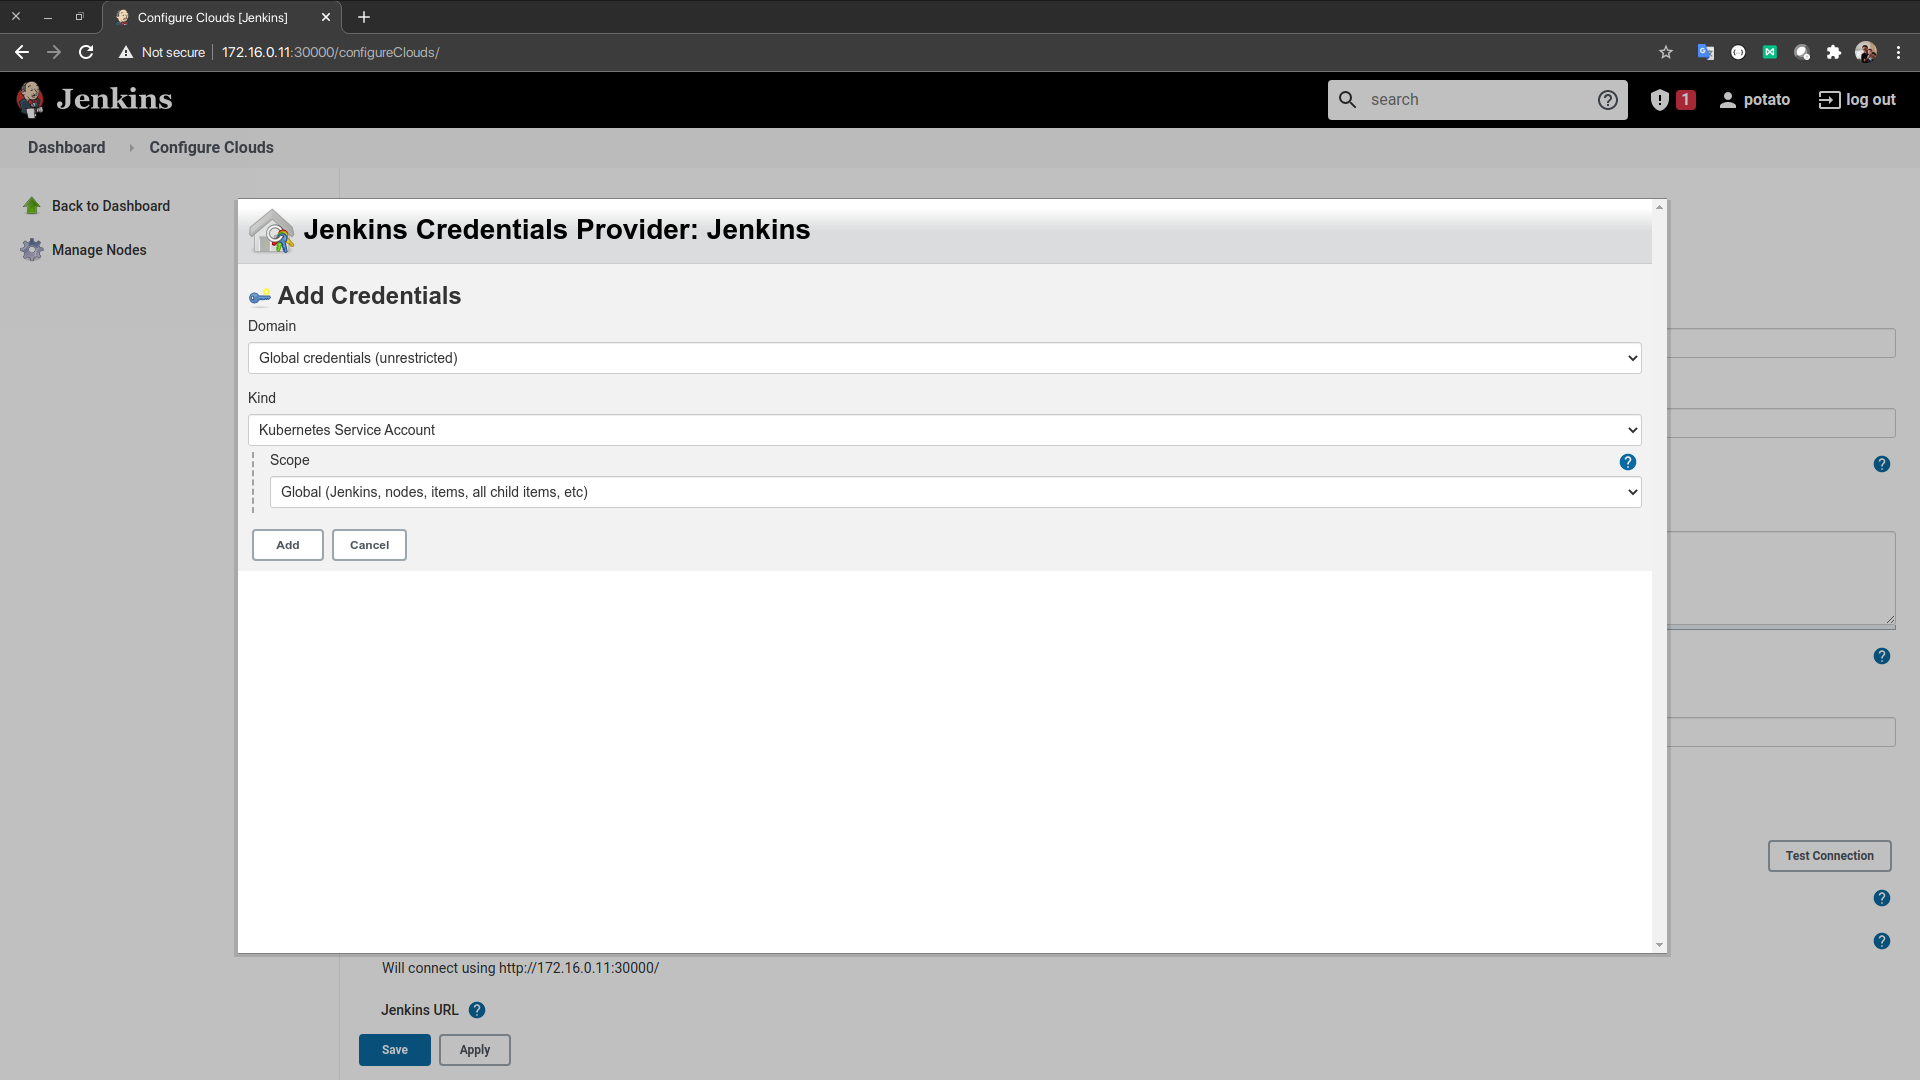 Configure Clouds [Jenkins]
Not secure 172.16.0.11:30000/configureClouds/
Jenkins
search
1
potato
log out
Dashboard
Configure Clouds
Back to Dashboard
Manage Nodes
Jenkins Credentials Provider: Jenkins
Add Credentials
Domain
Global credentials (unrestricted)
Kind
Kubernetes Service Account
Scope
Global (Jenkins, nodes, items, all child items, etc)
Add
Cancel
Test Connection
Will connect using http://172.16.0.11:30000/
Jenkins URL
Save
Apply